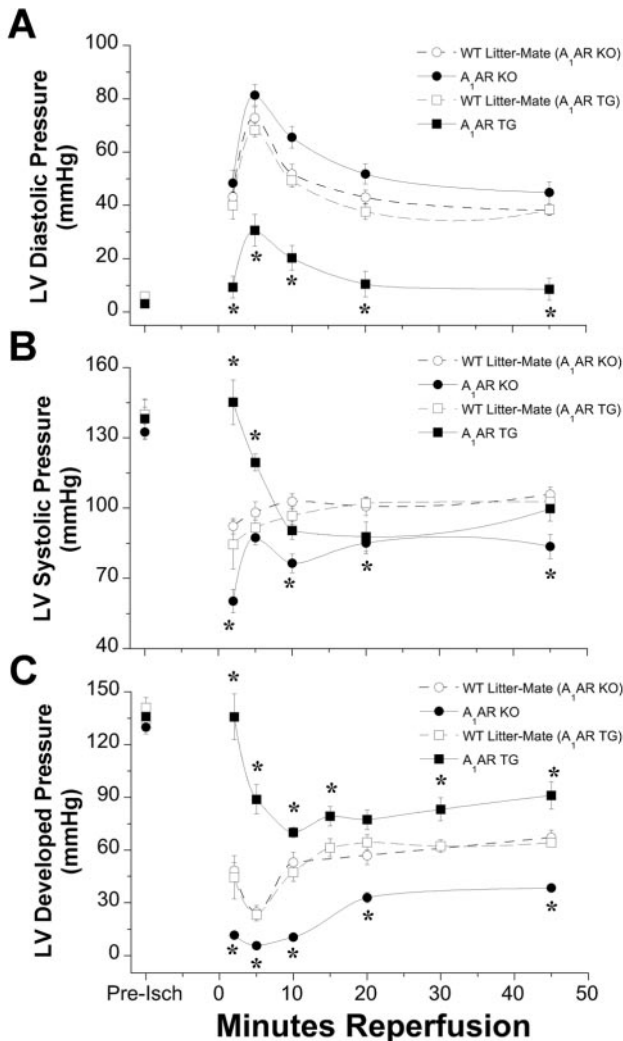 A
100
80
60
40
20
0
LV Diastolic Pressure
(mmHg)
WT Litter-Mate (A₁AR KO)
A₁AR KO
WT Litter-Mate (A₁AR TG)
A₁AR TG
* * * * *
B
160
130
100
70
40
LV Systolic Pressure
(mmHg)
WT Litter-Mate (A₁AR KO)
A₁AR KO
WT Litter-Mate (A₁AR TG)
A₁AR TG
* * * * * *
C
150
120
90
60
30
0
LV Developed Pressure
(mmHg)
WT Litter-Mate (A₁AR KO)
A₁AR KO
WT Litter-Mate (A₁AR TG)
A₁AR TG
* * * * * *
* * * * *
Pre-Isch 0 10 20 30 40 50
Minutes Reperfusion